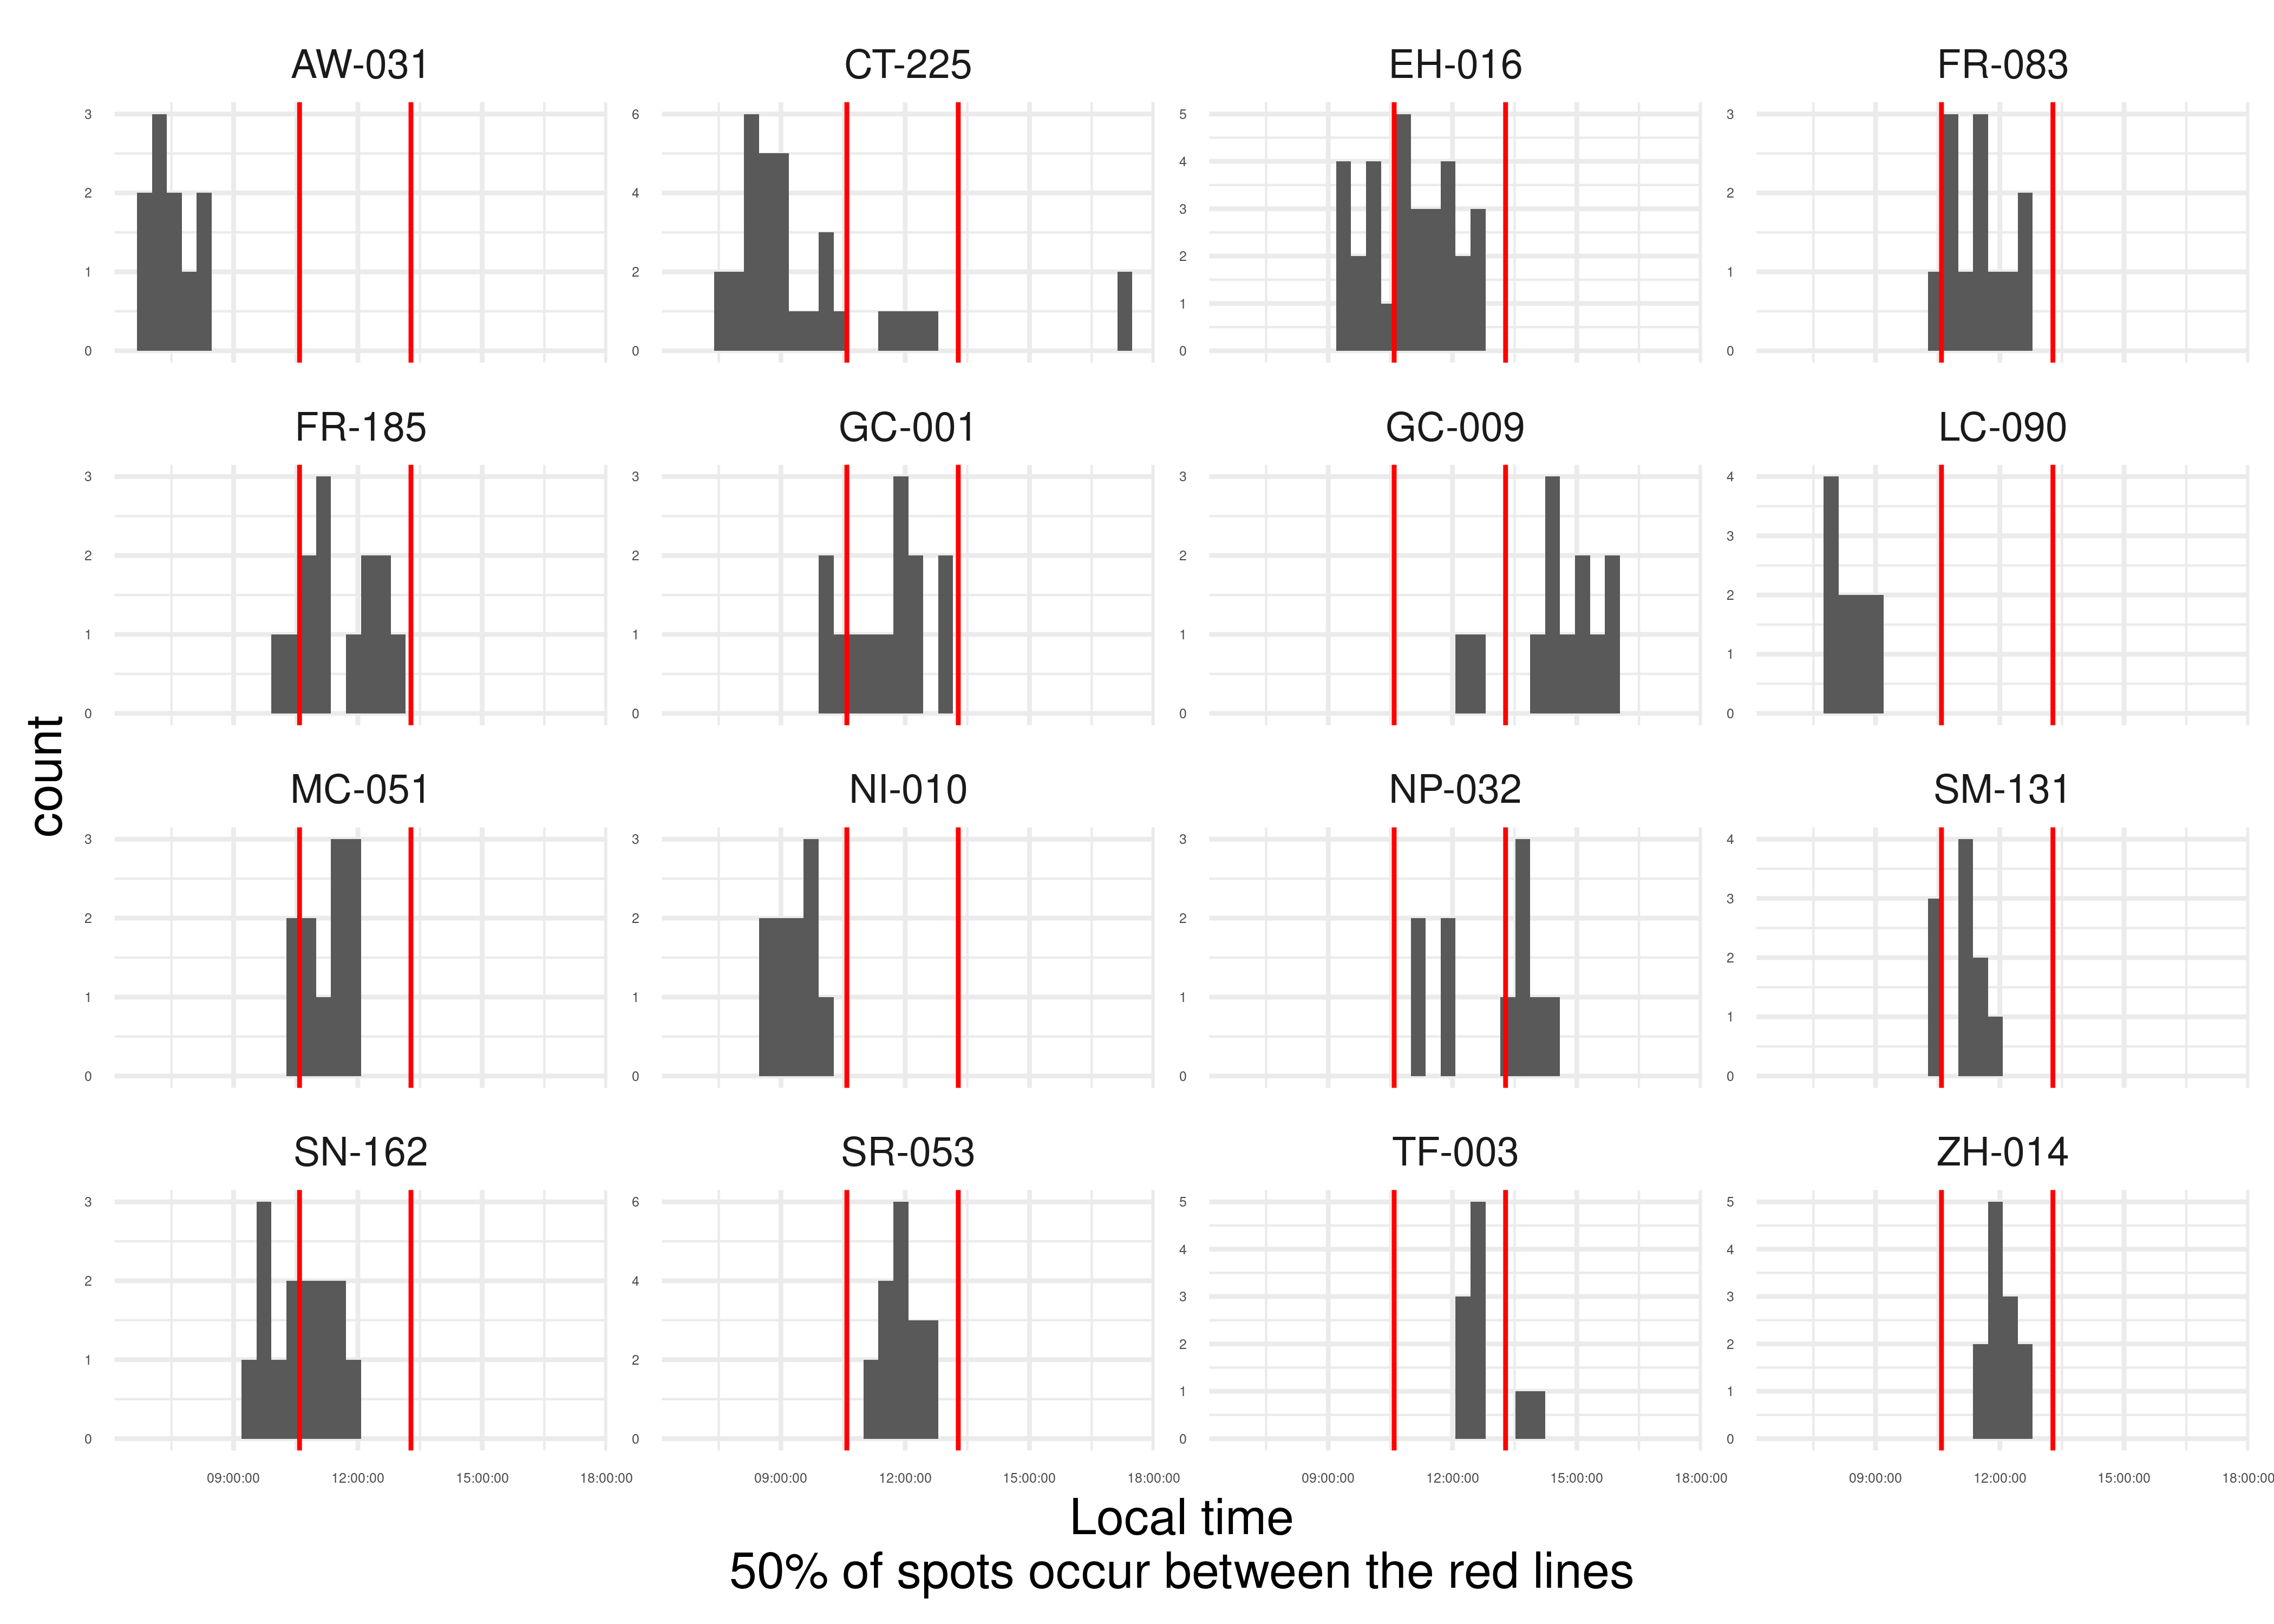 AW-031 CT-225 EH-016 FR-083
3 6 5 3
4
2 4 2
3
2
1 2 1
1
0 0 0 0
FR-185 GC-001 GC-009 LC-090
3 3 3 4
3
2 2 2
2
1 1 1
1
0 0 0 0
count
MC-051 NI-010 NP-032 SM-131
3 3 3 4
3
2 2 2
2
1 1 1
1
0 0 0 0
SN-162 SR-053 TF-003 ZH-014
3 6 5 5
4 4
2 4
3 3
2 2
1 2
1 1
0 0 0 0
09:00:00 12:00:00 15:00:00 18:00:00 09:00:00 12:00:00 15:00:00 18:00:00 09:00:00 12:00:00 15:00:00 18:00:00 09:00:00 12:00:00 15:00:00 18:00:00
Local time
50% of spots occur between the red lines